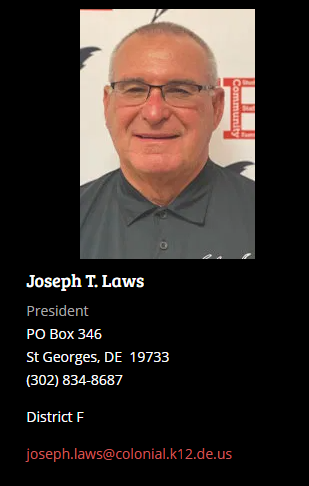 Community
Joseph T. Laws
President
PO Box 346
St Georges, DE  19733
(302) 834-8687
District F
joseph.laws@colonial.k12.de.us